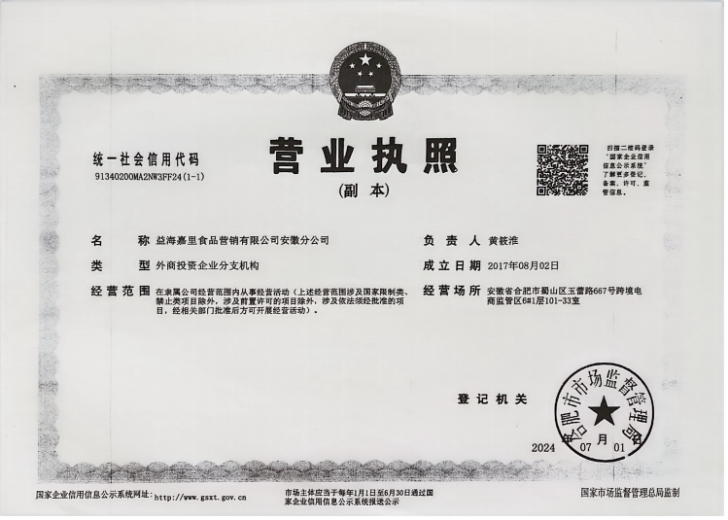 营业执照
(副 本)
统一社会信用代码
91340200MA2NW3FF24(1-1)
扫描二维码登录
"国家企业信用
信息公示系统"
了解更多登记、
备案、许可、监
管信息。
名 称 益海嘉里食品营销有限公司安徽分公司
类 型 外商投资企业分支机构
经营范围 在隶属公司经营范围内从事经营活动（上述经营范围涉及国家限制类、
禁止类项目除外，涉及前置许可的项目除外，涉及依法须经批准的项
目，经相关部门批准后方可开展经营活动）。
负 责 人 黄筱淮
成立日期 2017年08月02日
经营场所 安徽省合肥市蜀山区玉蕾路667号跨境电
商监管区6#1层101-33室
登记机关
合肥市市场监督管理局
2024 年 07 月 01 日
国家企业信用信息公示系统网址：http://www.gsxt.gov.cn
市场主体应当于每年1月1日至6月30日通过国
家企业信用信息公示系统报送公示
国家市场监督管理总局监制